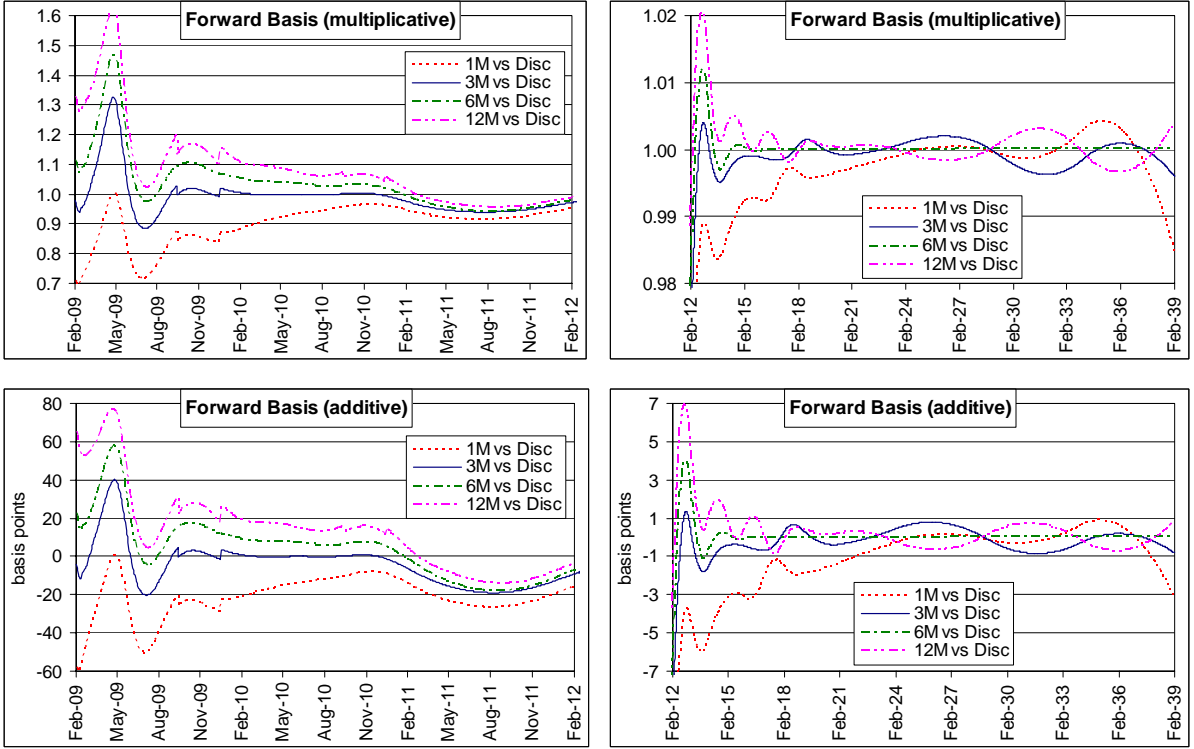 Forward Basis (multiplicative)
1.6
1.5
1.4
1.3
1.2
1.1
1.0
0.9
0.8
0.7
1M vs Disc
3M vs Disc
6M vs Disc
12M vs Disc
Feb-09
May-09
Aug-09
Nov-09
Feb-10
May-10
Aug-10
Nov-10
Feb-11
May-11
Aug-11
Nov-11
Feb-12
Forward Basis (multiplicative)
1.02
1.01
1.00
0.99
0.98
1M vs Disc
3M vs Disc
6M vs Disc
12M vs Disc
Feb-12
Feb-15
Feb-18
Feb-21
Feb-24
Feb-27
Feb-30
Feb-33
Feb-36
Feb-39
Forward Basis (additive)
basis points
80
60
40
20
0
-20
-40
-60
1M vs Disc
3M vs Disc
6M vs Disc
12M vs Disc
Feb-09
May-09
Aug-09
Nov-09
Feb-10
May-10
Aug-10
Nov-10
Feb-11
May-11
Aug-11
Nov-11
Feb-12
Forward Basis (additive)
basis points
7
5
3
1
-1
-3
-5
-7
1M vs Disc
3M vs Disc
6M vs Disc
12M vs Disc
Feb-12
Feb-15
Feb-18
Feb-21
Feb-24
Feb-27
Feb-30
Feb-33
Feb-36
Feb-39